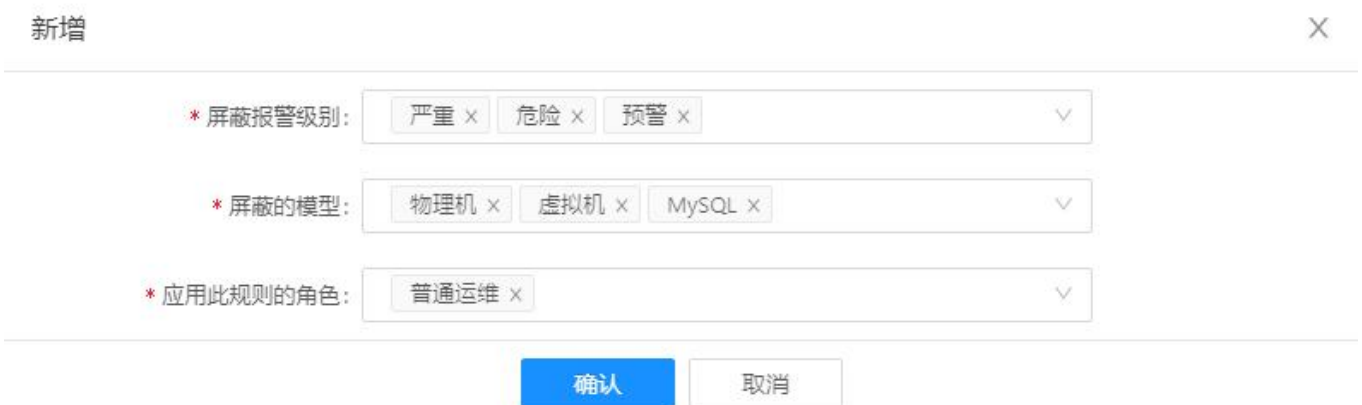 新增
* 屏蔽报警级别: 严重 × 危险 × 预警 ×
* 屏蔽的模型: 物理机 × 虚拟机 × MySQL ×
* 应用此规则的角色: 普通运维 ×
确认 取消